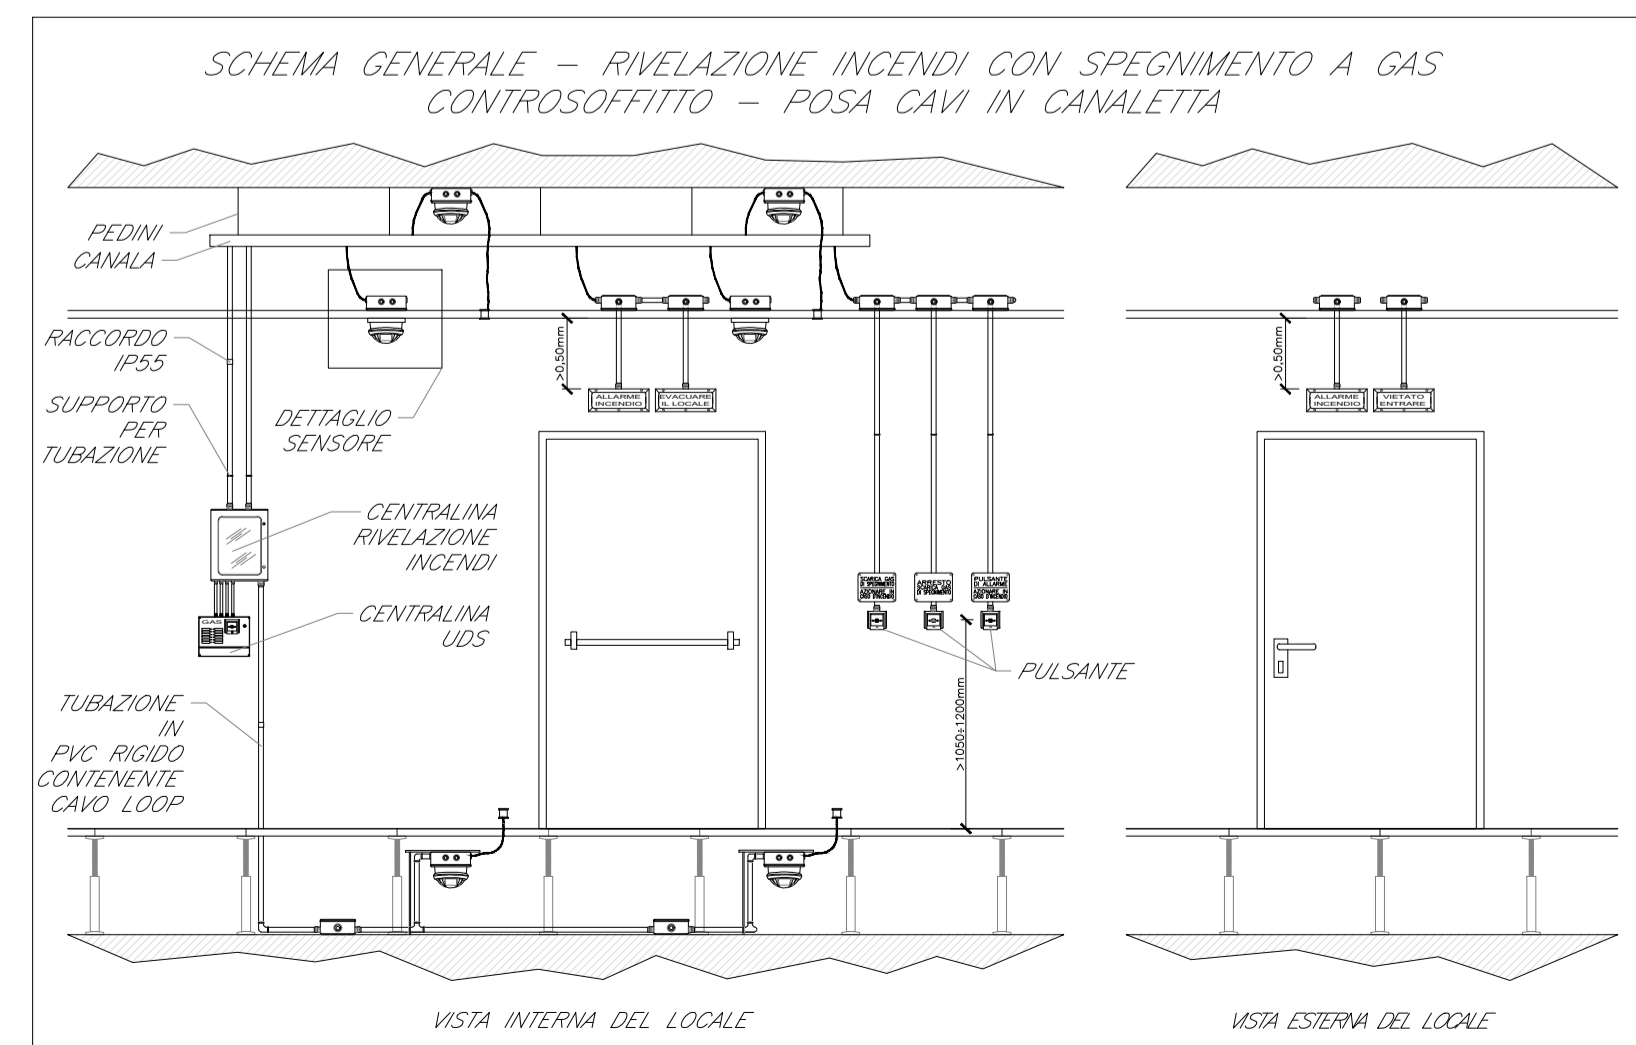 SCHEMA GENERALE – RIVELAZIONE INCENDI CON SPEGNIMENTO A GAS
CONTROSOFFITTO – POSA CAVI IN CANALETTA
PEDINI
CANALA
RACCORDO
IP55
SUPPORTO
PER
TUBAZIONE
DETTAGLIO
SENSORE
>0,50mm
ALLARME
INCENDIO
EVACUARE
IL LOCALE
>0,50mm
ALLARME
INCENDIO
VIETATO
ENTRARE
CENTRALINA
RIVELAZIONE
INCENDI
GAS
CENTRALINA
UDS
SCARICA GAS
DI SPEGNIMENTO
AZIONARE IN
CASO D'INCENDIO
ARRESTO
SCARICA GAS
DI SPEGNIMENTO
PULSANTE
DI ALLARME
AZIONARE IN
CASO D'INCENDIO
PULSANTE
>1050÷1200mm
TUBAZIONE
IN
PVC RIGIDO
CONTENENTE
CAVO LOOP
VISTA INTERNA DEL LOCALE
VISTA ESTERNA DEL LOCALE